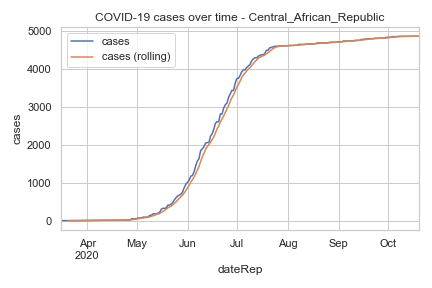 COVID-19 cases over time - Central_African_Republic
cases
cases (rolling)
5000
4000
3000
2000
1000
0
cases
Apr May Jun Jul Aug Sep Oct
2020
dateRep